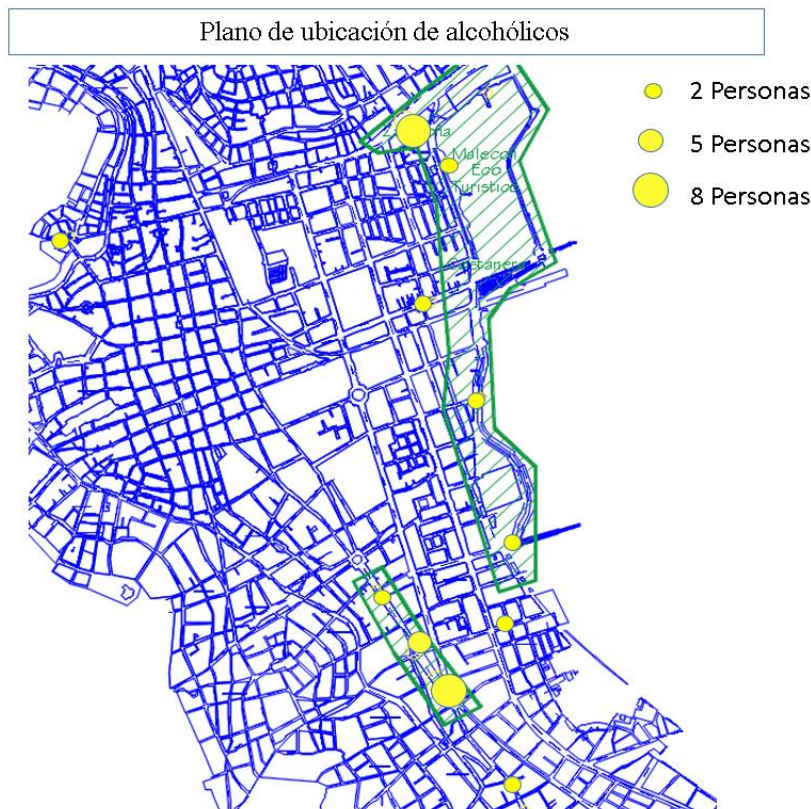 Plano de ubicación de alcohólicos
2 Personas
5 Personas
8 Personas
Malecon
Eco
Turistico